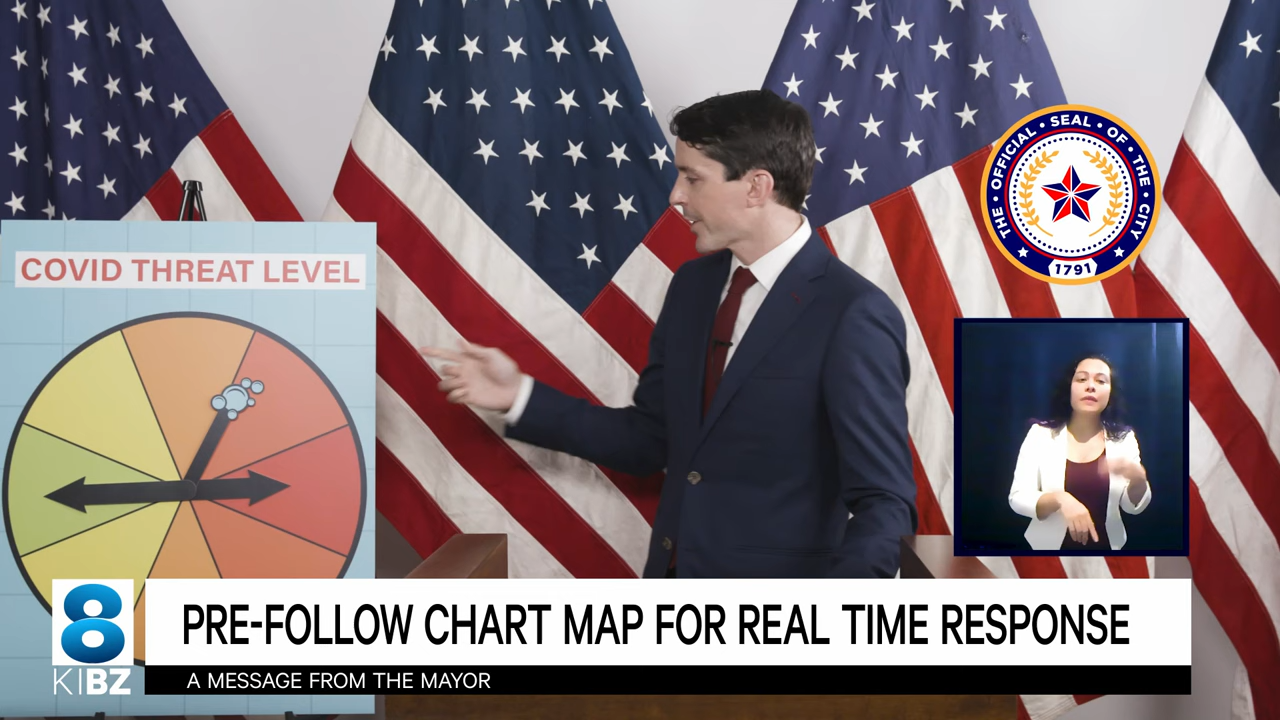 COVID THREAT LEVEL
THE • OFFICIAL • SEAL • OF • THE • CITY
1791
8
KIBZ
PRE-FOLLOW CHART MAP FOR REAL TIME RESPONSE
A MESSAGE FROM THE MAYOR